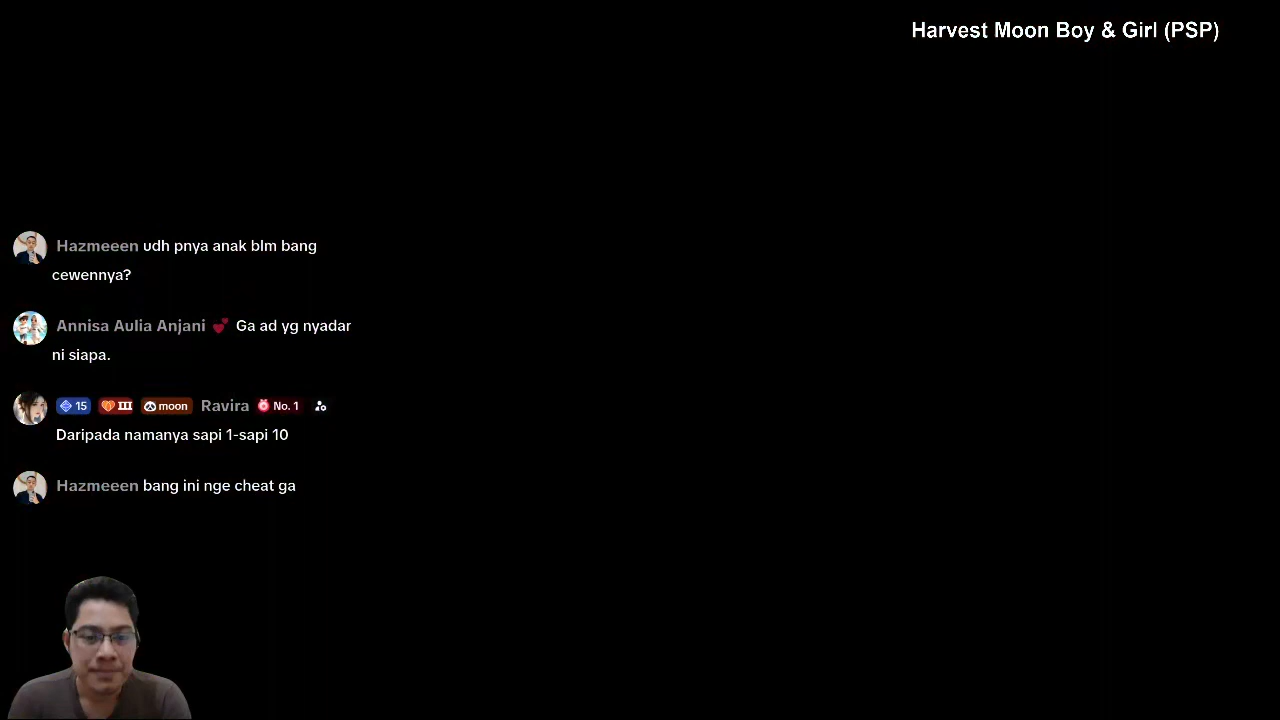 Harvest Moon Boy & Girl (PSP)
Hazmeeen udh pnya anak blm bang
cewennya?
Annisa Aulia Anjani 💕 Ga ad yg nyadar
ni siapa.
15 III moon Ravira No. 1
Daripada namanya sapi 1-sapi 10
Hazmeeen bang ini nge cheat ga